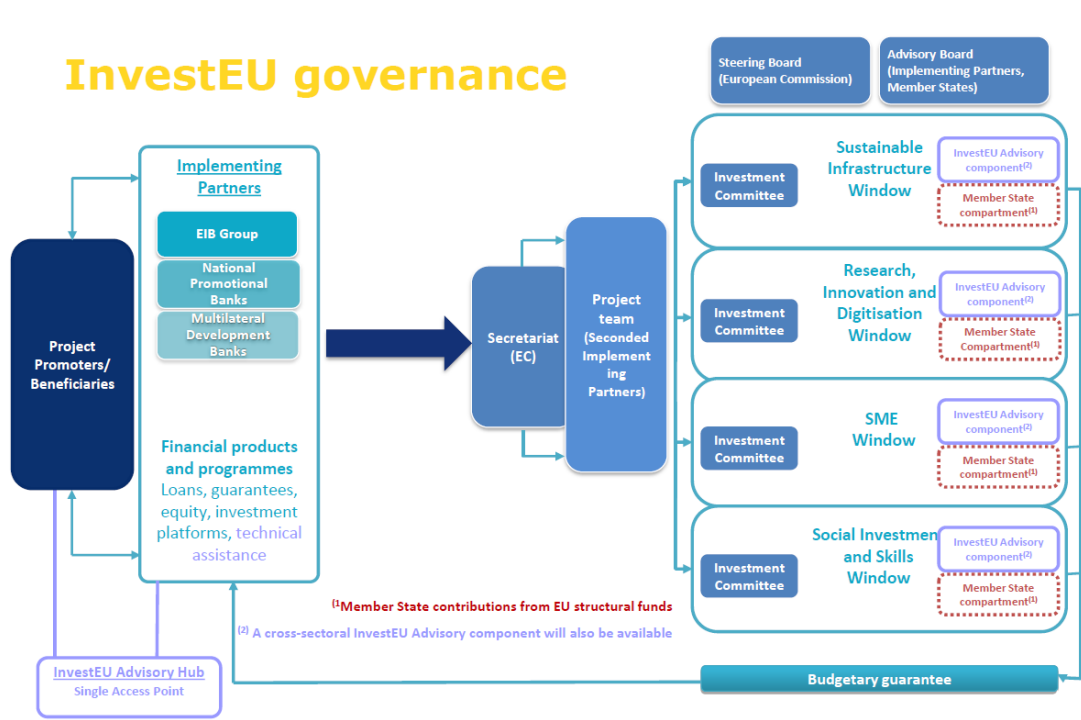 InvestEU governance
Steering Board
(European Commission)
Advisory Board
(Implementing Partners,
Member States)
Project
Promoters/
Beneficiaries
Implementing
Partners
EIB Group
National
Promotional
Banks
Multilateral
Development
Banks
Financial products
and programmes
Loans, guarantees,
equity, investment
platforms, technical
assistance
Secretariat
(EC)
Project
team
(Seconded
Implement
ing
Partners)
Investment
Committee
Sustainable
Infrastructure
Window
InvestEU Advisory
component(2)
Member State
compartment(1)
Investment
Committee
Research,
Innovation and
Digitisation
Window
InvestEU Advisory
component(2)
Member State
Compartment(1)
Investment
Committee
SME
Window
InvestEU Advisory
component(2)
Member State
compartment(1)
Investment
Committee
Social Investmen
and Skills
Window
InvestEU Advisory
component(2)
Member State
compartment(1)
(1Member State contributions from EU structural funds
(2) A cross-sectoral InvestEU Advisory component will also be available
InvestEU Advisory Hub
Single Access Point
Budgetary guarantee